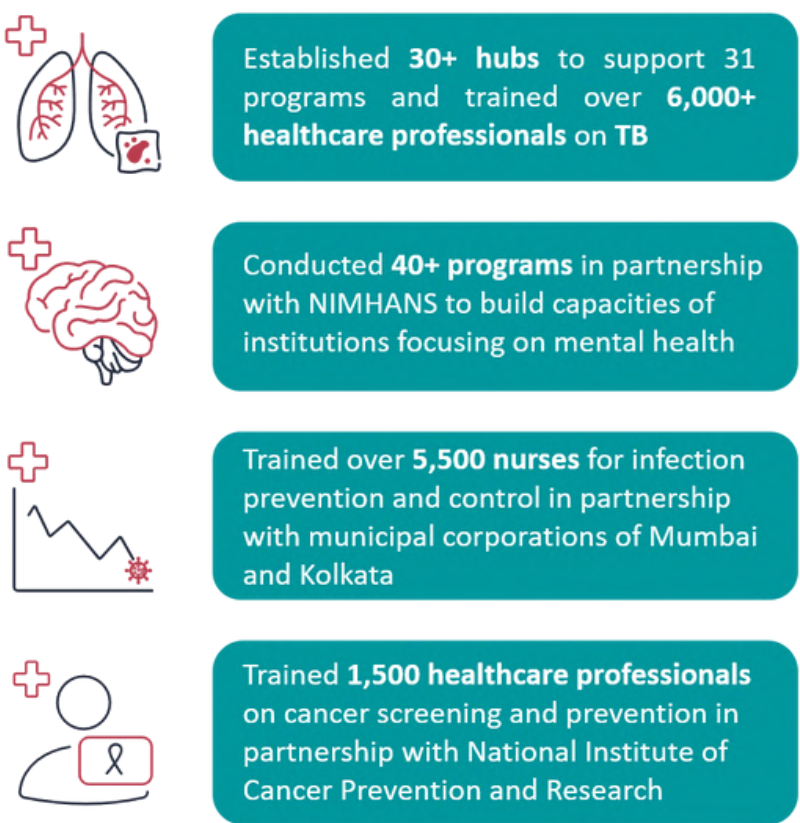 Established 30+ hubs to support 31
programs and trained over 6,000+
healthcare professionals on TB
Conducted 40+ programs in partnership
with NIMHANS to build capacities of
institutions focusing on mental health
Trained over 5,500 nurses for infection
prevention and control in partnership
with municipal corporations of Mumbai
and Kolkata
Trained 1,500 healthcare professionals
on cancer screening and prevention in
partnership with National Institute of
Cancer Prevention and Research